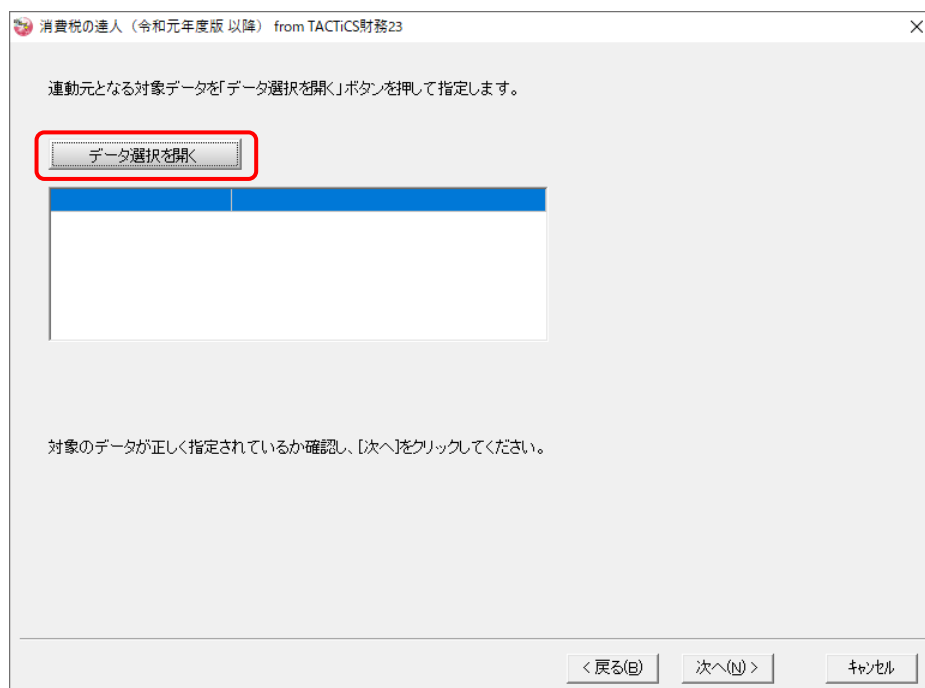 消費税の達人（令和元年度版 以降） from TACTiCS財務23
連動元となる対象データを「データ選択を開く」ボタンを押して指定します。
データ選択を開く
対象のデータが正しく指定されているか確認し、[次へ]をクリックしてください。
< 戻る(B)
次へ(N) >
ｷｬﾝｾﾙ